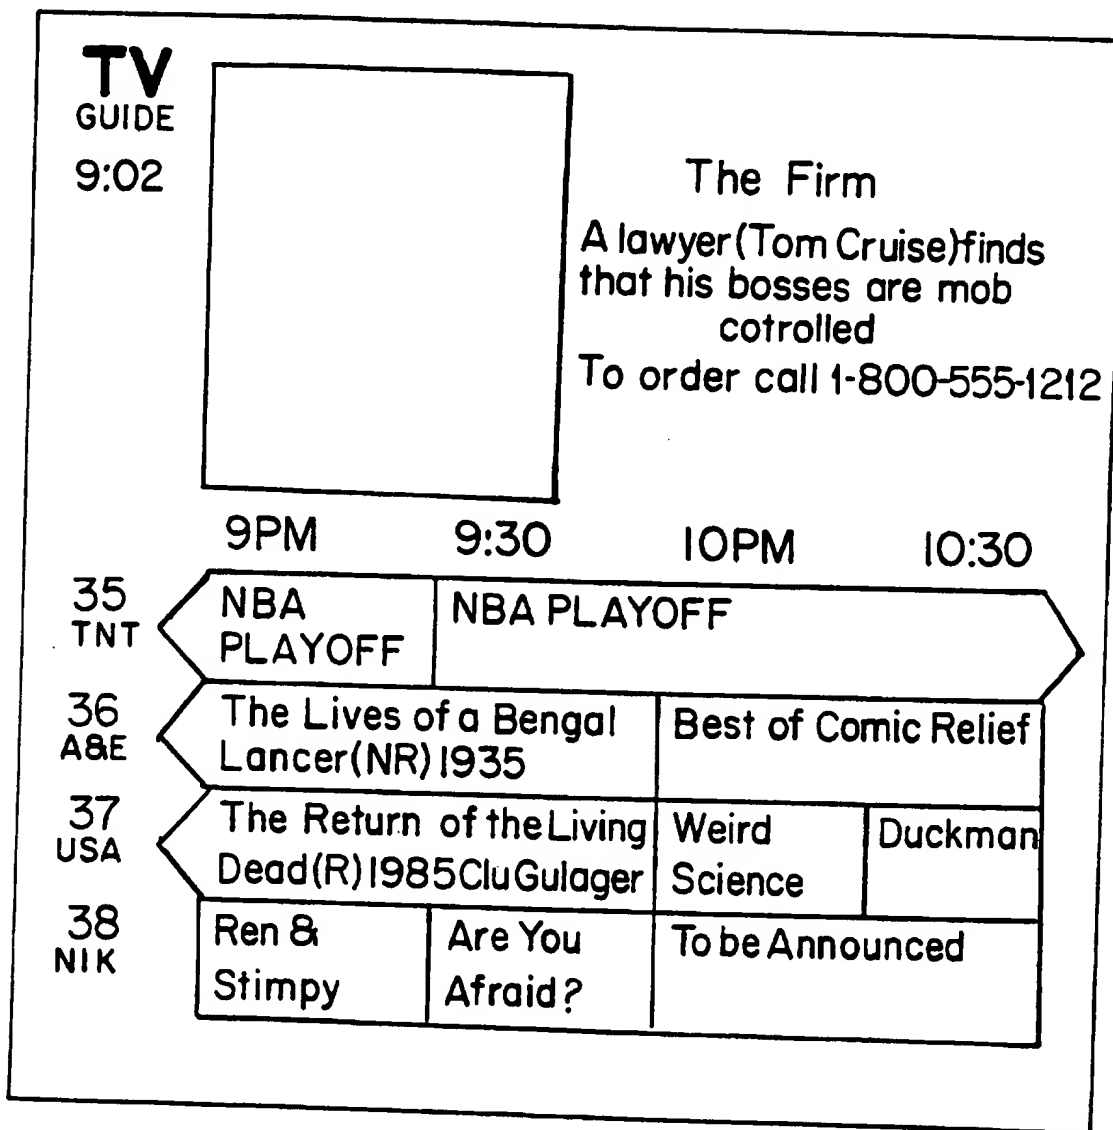 TV
GUIDE
9:02
The Firm
A lawyer(Tom Cruise)finds
that his bosses are mob
cotrolled
To order call 1-800-555-1212
9PM 9:30 10PM 10:30
35
TNT
NBA
PLAYOFF
NBA PLAYOFF
36
A&E
The Lives of a Bengal
Lancer(NR) 1935
Best of Comic Relief
37
USA
The Return of the Living
Dead(R) 1985 Clu Gulager
Weird
Science
Duckman
38
NIK
Ren &
Stimpy
Are You
Afraid?
To be Announced